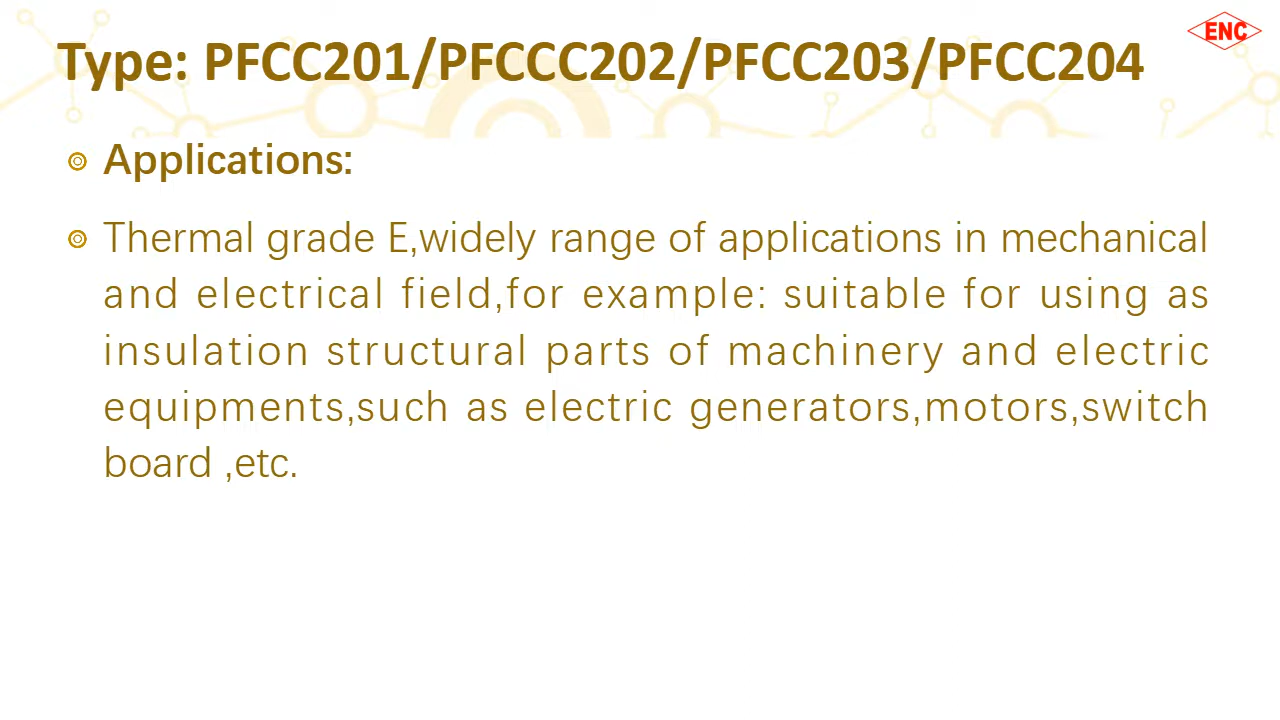 ENC
Type: PFCC201/PFCCC202/PFCC203/PFCC204
Applications:
Thermal grade E,widely range of applications in mechanical
and electrical field,for example: suitable for using as
insulation structural parts of machinery and electric
equipments,such as electric generators,motors,switch
board ,etc.